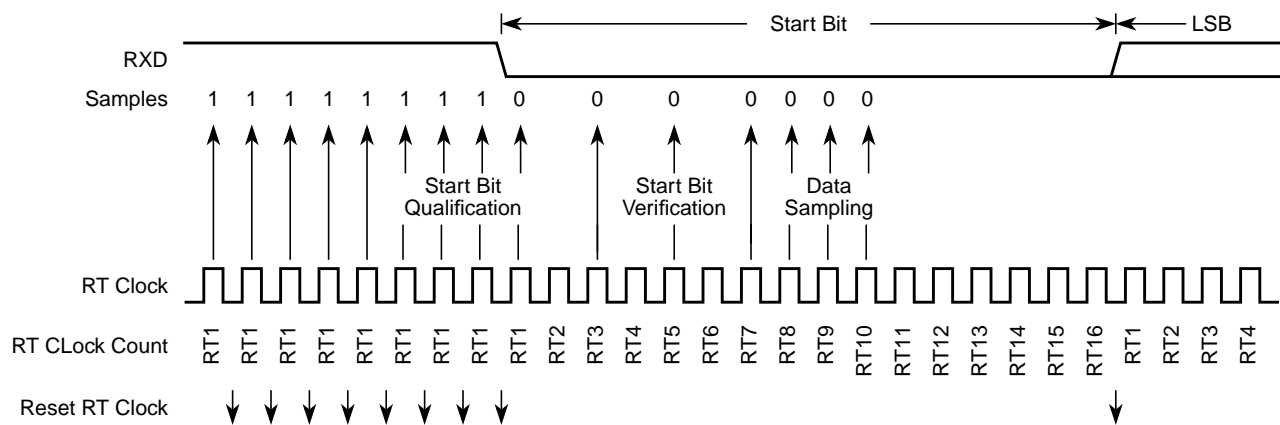 Start Bit LSB
RXD
Samples 1 1 1 1 1 1 1 1 0 0 0 0 0 0 0
Start Bit Qualification
Start Bit Verification
Data Sampling
RT Clock
RT CLock Count RT1 RT1 RT1 RT1 RT1 RT1 RT1 RT1 RT1 RT2 RT3 RT4 RT5 RT6 RT7 RT8 RT9 RT10 RT11 RT12 RT13 RT14 RT15 RT16 RT1 RT2 RT3 RT4
Reset RT Clock